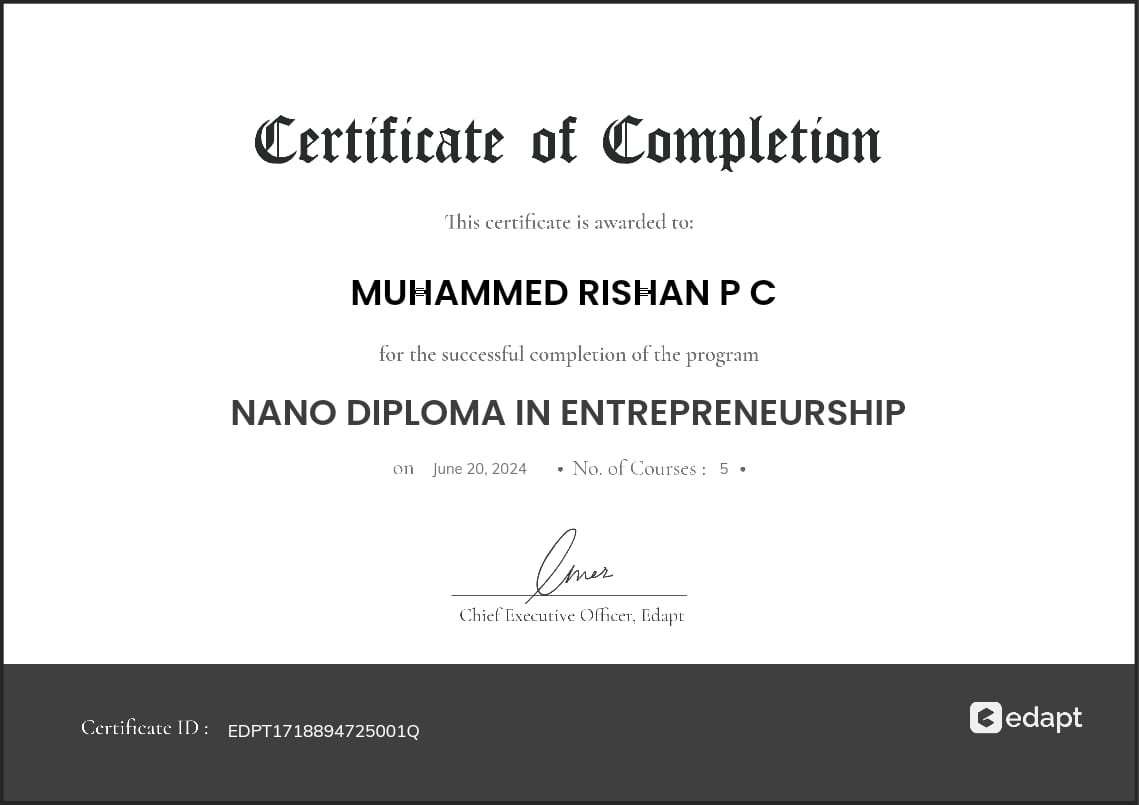 Certificate of Completion
This certificate is awarded to:
MUHAMMED RISHAN P C
for the successful completion of the program
NANO DIPLOMA IN ENTREPRENEURSHIP
on June 20, 2024 • No. of Courses : 5 •
Omer
Chief Executive Officer, Edapt
Certificate ID : EDPT1718894725001Q
edapt